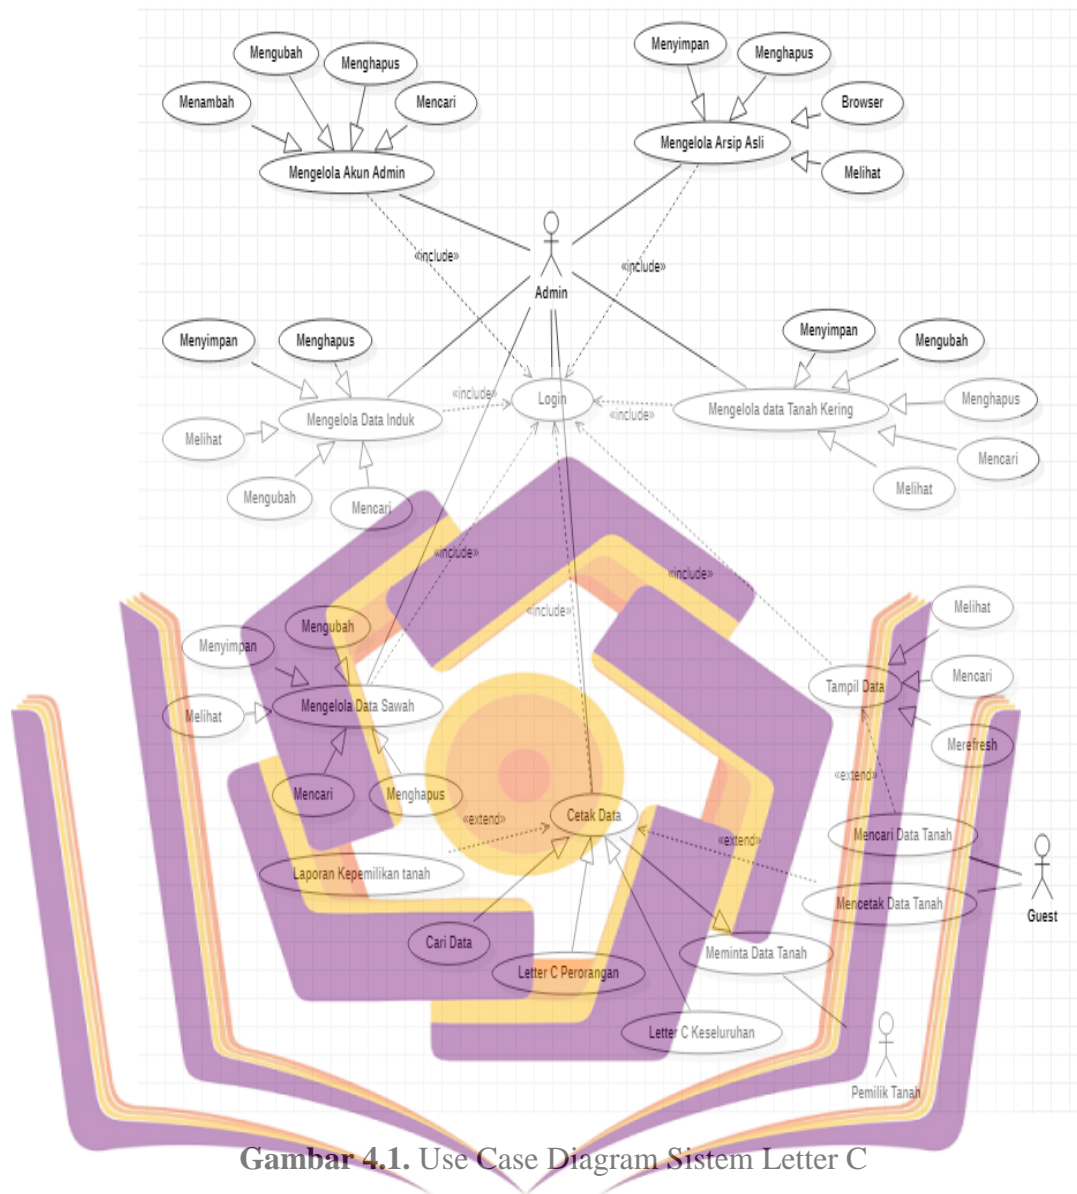 Mengubah
Menghapus
Menambah
Mencari
Mengelola Akun Admin
Menyimpan
Menghapus
Browser
Mengelola Arsip Asli
Melihat
«include»
«include»
Admin
Menyimpan
Menghapus
Menyimpan
Mengubah
«include»
Login
«include»
Mengelola Data Induk
Mengelola data Tanah Kering
Menghapus
Melihat
Mencari
Mengubah
Mencari
Melihat
«include»
«include»
«include»
Mengubah
Menyimpan
Melihat
Mengelola Data Sawah
Mencari
Menghapus
Melihat
Tampil Data
Mencari
Merefresh
«extend»
«extend»
Cetak Data
«extend»
Mencari Data Tanah
Laporan Kepemilikan tanah
Mencetak Data Tanah
Guest
Cari Data
Letter C Perorangan
Meminta Data Tanah
Letter C Keseluruhan
Pemilik Tanah
Gambar 4.1. Use Case Diagram Sistem Letter C